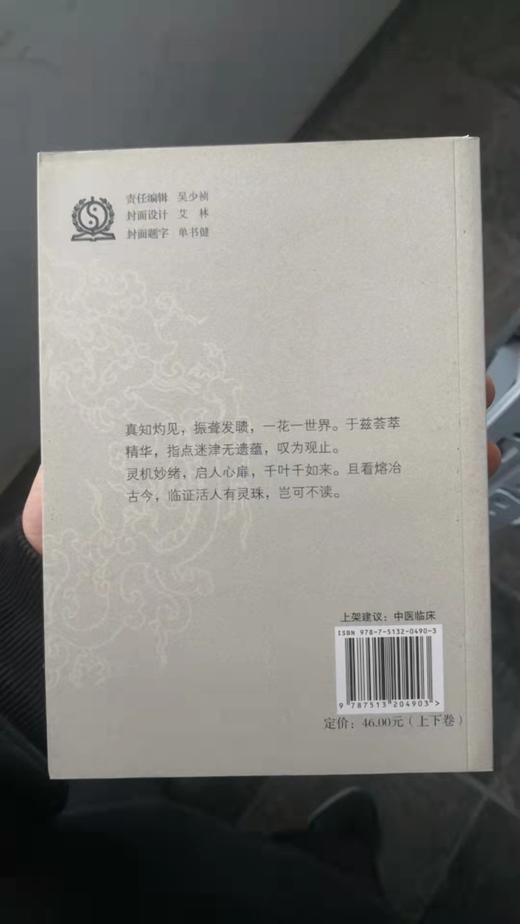 责任编辑 吴少祯
封面设计 艾 林
封面题字 单书健
真知灼见，振聋发聩，一花一世界。于兹荟萃
精华，指点迷津无遗蕴，叹为观止。
灵机妙绪，启人心扉，千叶千如来。且看熔冶
古今，临证活人有灵珠，岂可不读。
上架建议：中医临床
ISBN 978-7-5132-0490-3
9 787513 204903>
定价：46.00元（上下卷）